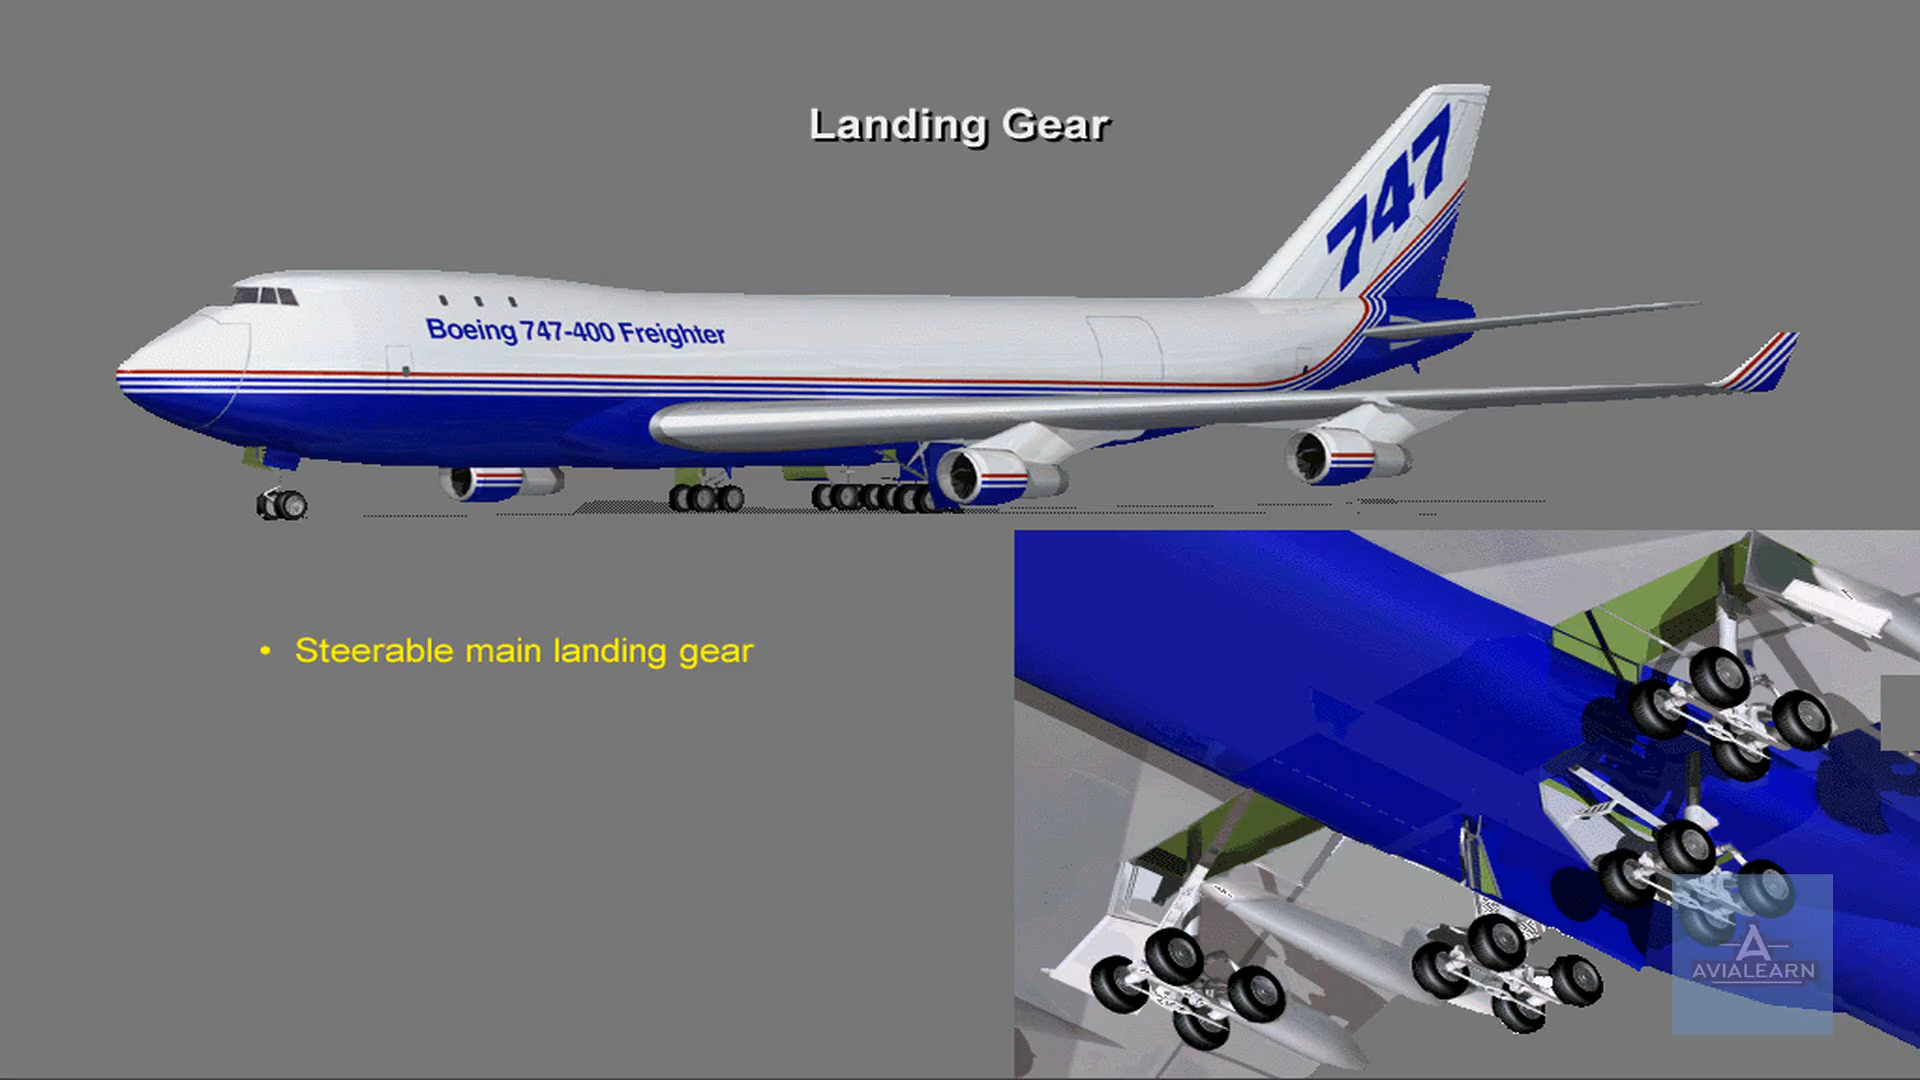 Landing Gear
747
Boeing 747-400 Freighter
• Steerable main landing gear
A
AVIALEARN